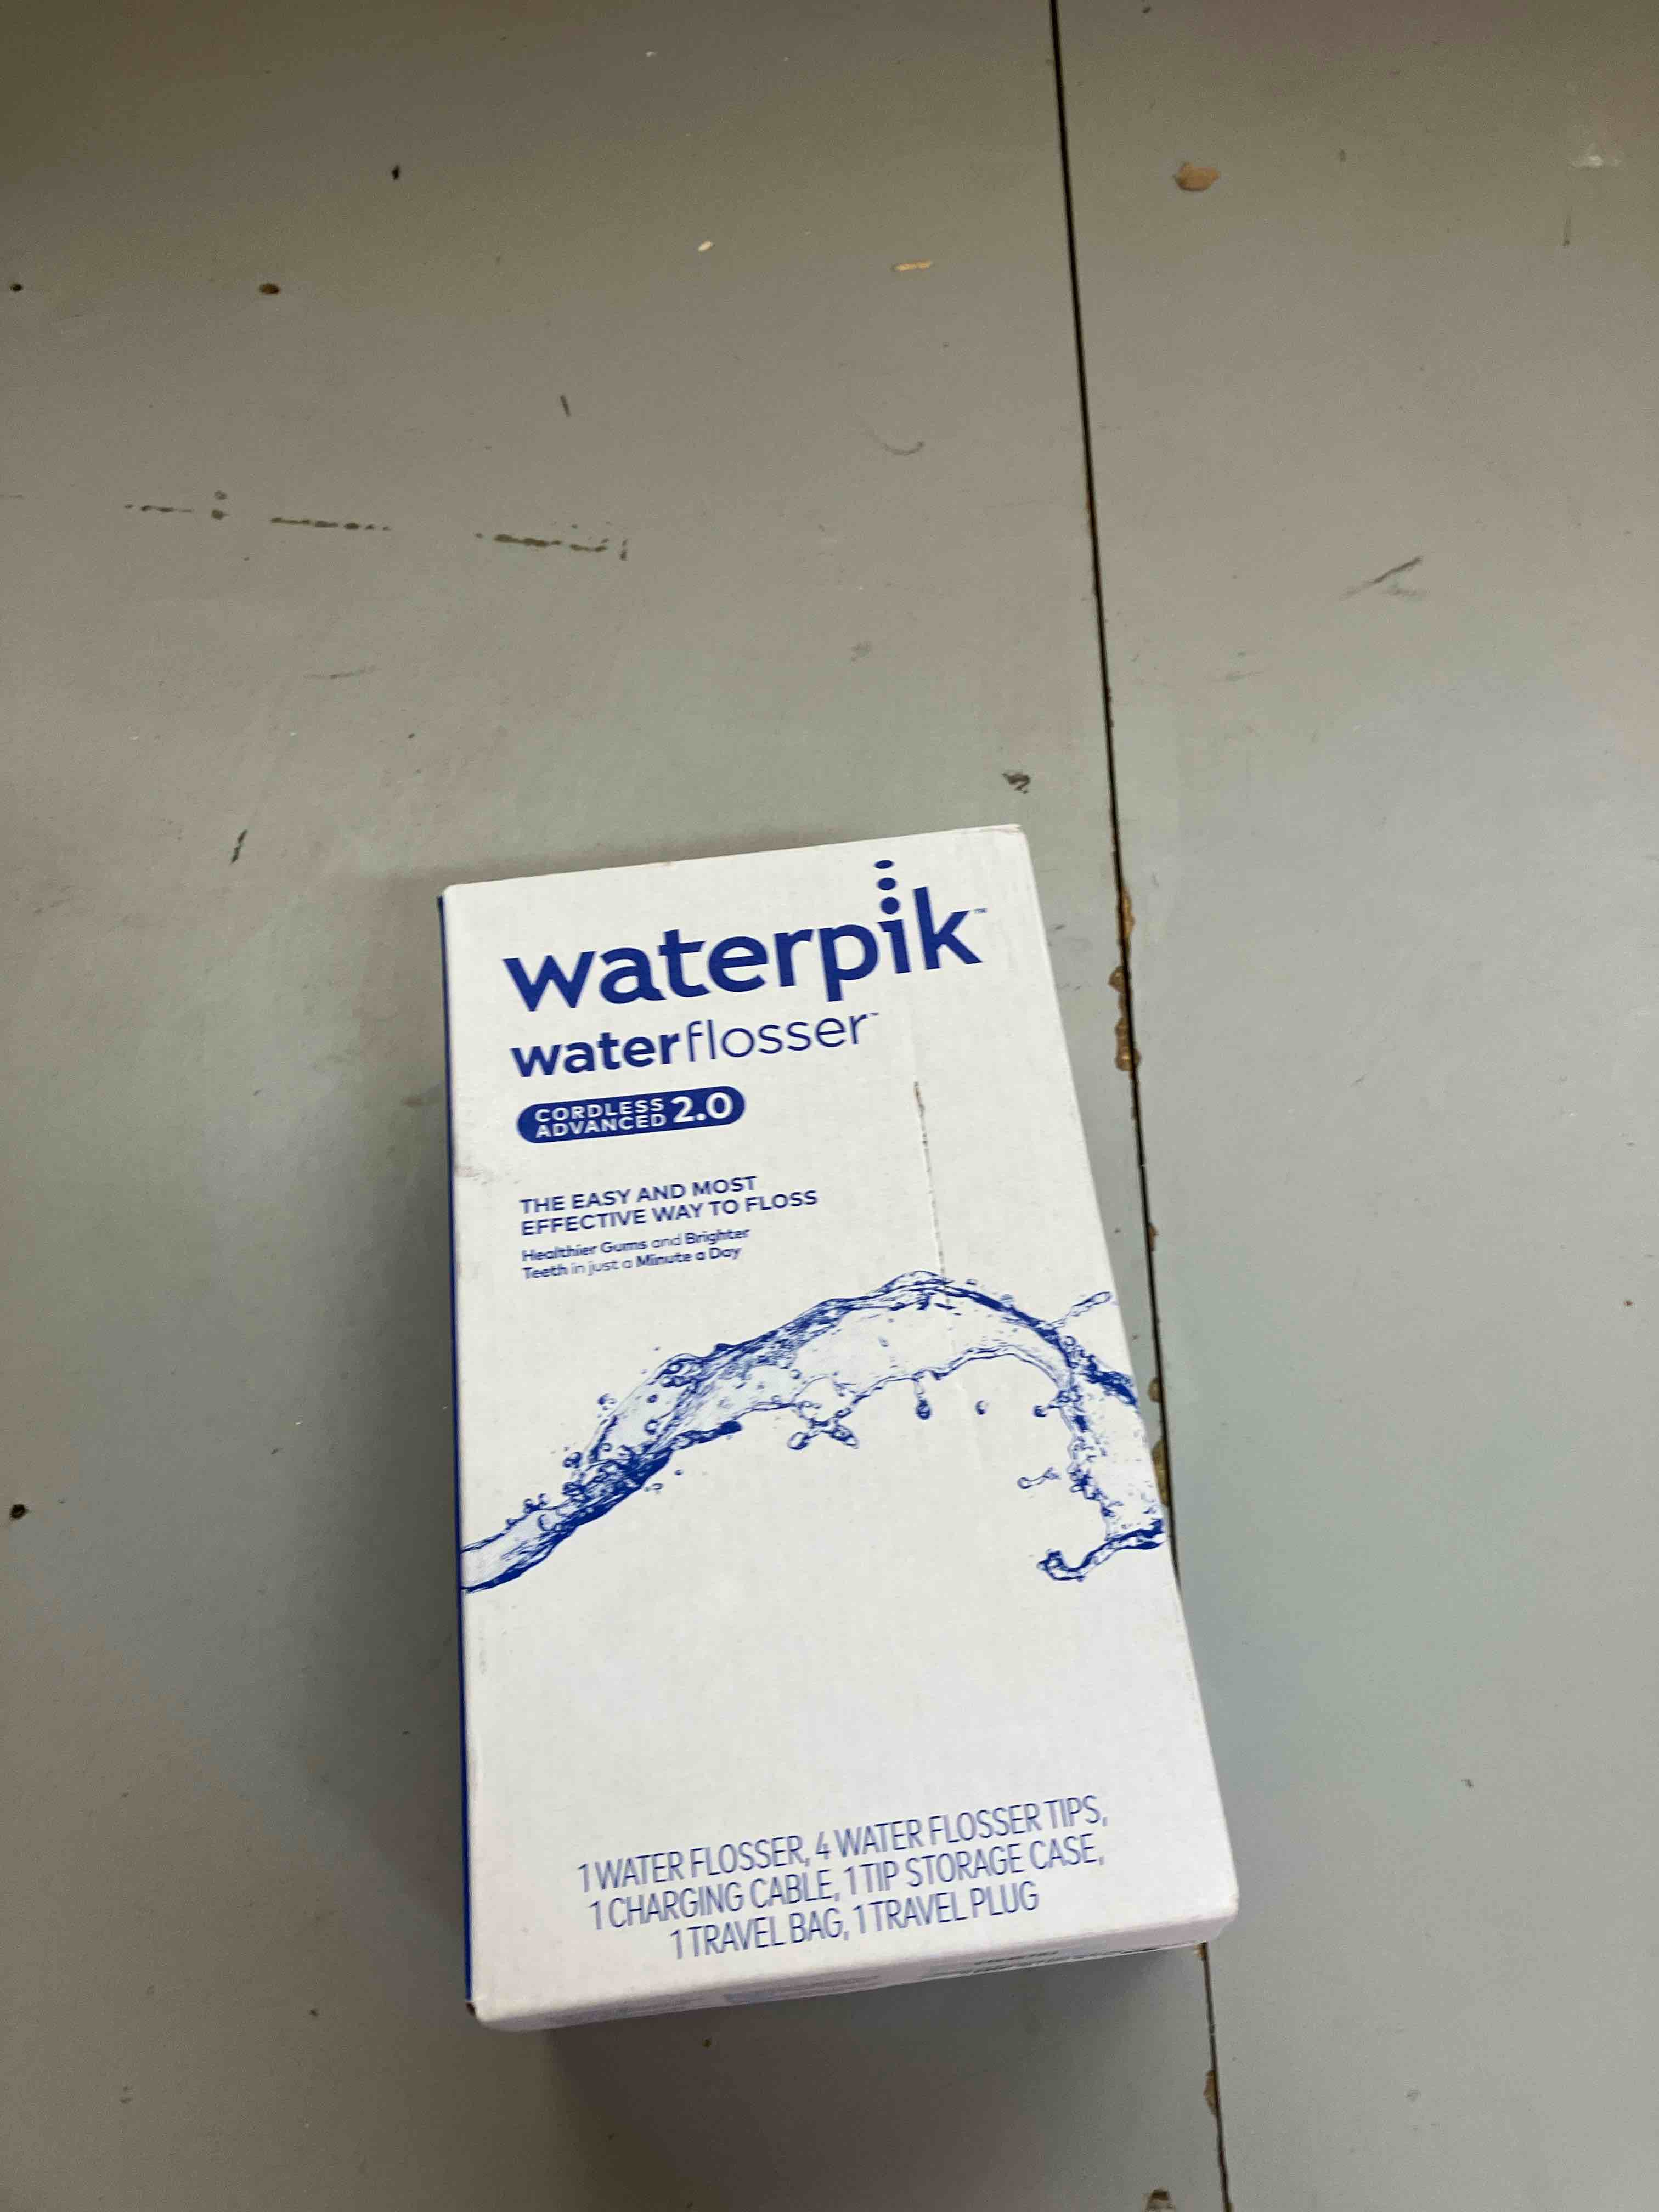 waterpik™
waterflosser™
CORDLESS
ADVANCED 2.0
THE EASY AND MOST
EFFECTIVE WAY TO FLOSS
Healthier Gums and Brighter
Teeth in just a Minute a Day
1 WATER FLOSSER, 4 WATER FLOSSER TIPS,
1 CHARGING CABLE, 1 TIP STORAGE CASE,
1 TRAVEL BAG, 1 TRAVEL PLUG